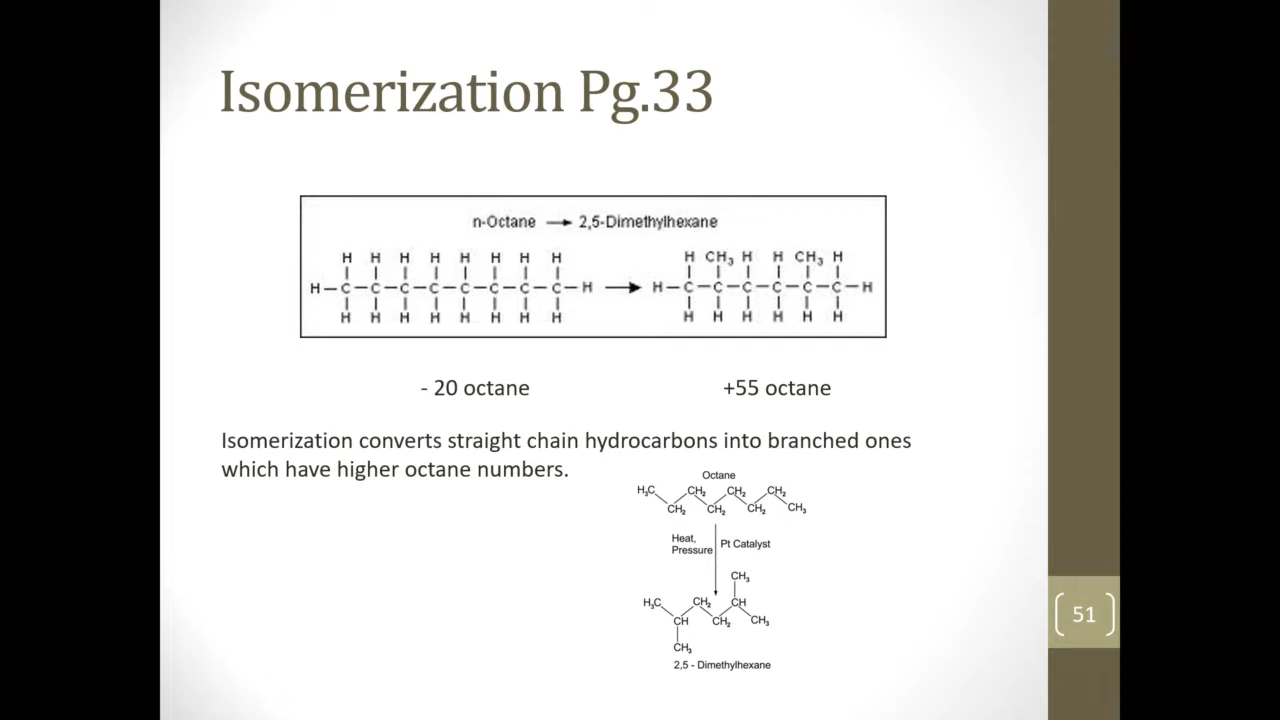 Isomerization Pg.33
n-Octane → 2,5-Dimethylhexane
H H H H H H H H H CH₃ H H CH₃ H
H–C–C–C–C–C–C–C–C–H → H–C–C–C–C–C–C–H
H H H H H H H H H H H H H H
- 20 octane +55 octane
Isomerization converts straight chain hydrocarbons into branched ones
which have higher octane numbers.
Octane
H₃C CH₂ CH₂ CH₂
CH₂ CH₂ CH₂ CH₃
Heat, Pt Catalyst
Pressure
CH₃
H₃C CH₂ CH
CH CH₂ CH₃
CH₃
2,5 - Dimethylhexane
51